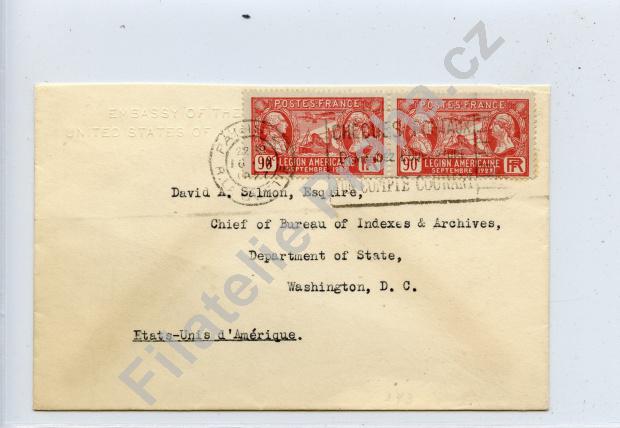 EMBASSY OF THE
UNITED STATES OF
POSTES·FRANCE
90c
LEGION AMERICAINE
SEPTEMBRE
RF
POSTES·FRANCE
90c
LEGION AMERICAINE
SEPTEMBRE 1927
RF
COMPTE COURANT
David A. Salmon, Esquire,
Chief of Bureau of Indexes & Archives,
Department of State,
Washington, D. C.
Etats-Unis d'Amérique.
Filatelie Praha.cz